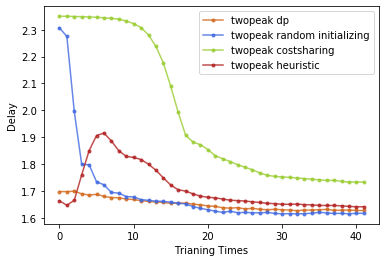 twopeak dp
twopeak random initializing
twopeak costsharing
twopeak heuristic
Delay
2.3
2.2
2.1
2.0
1.9
1.8
1.7
1.6
0 10 20 30 40
Trianing Times